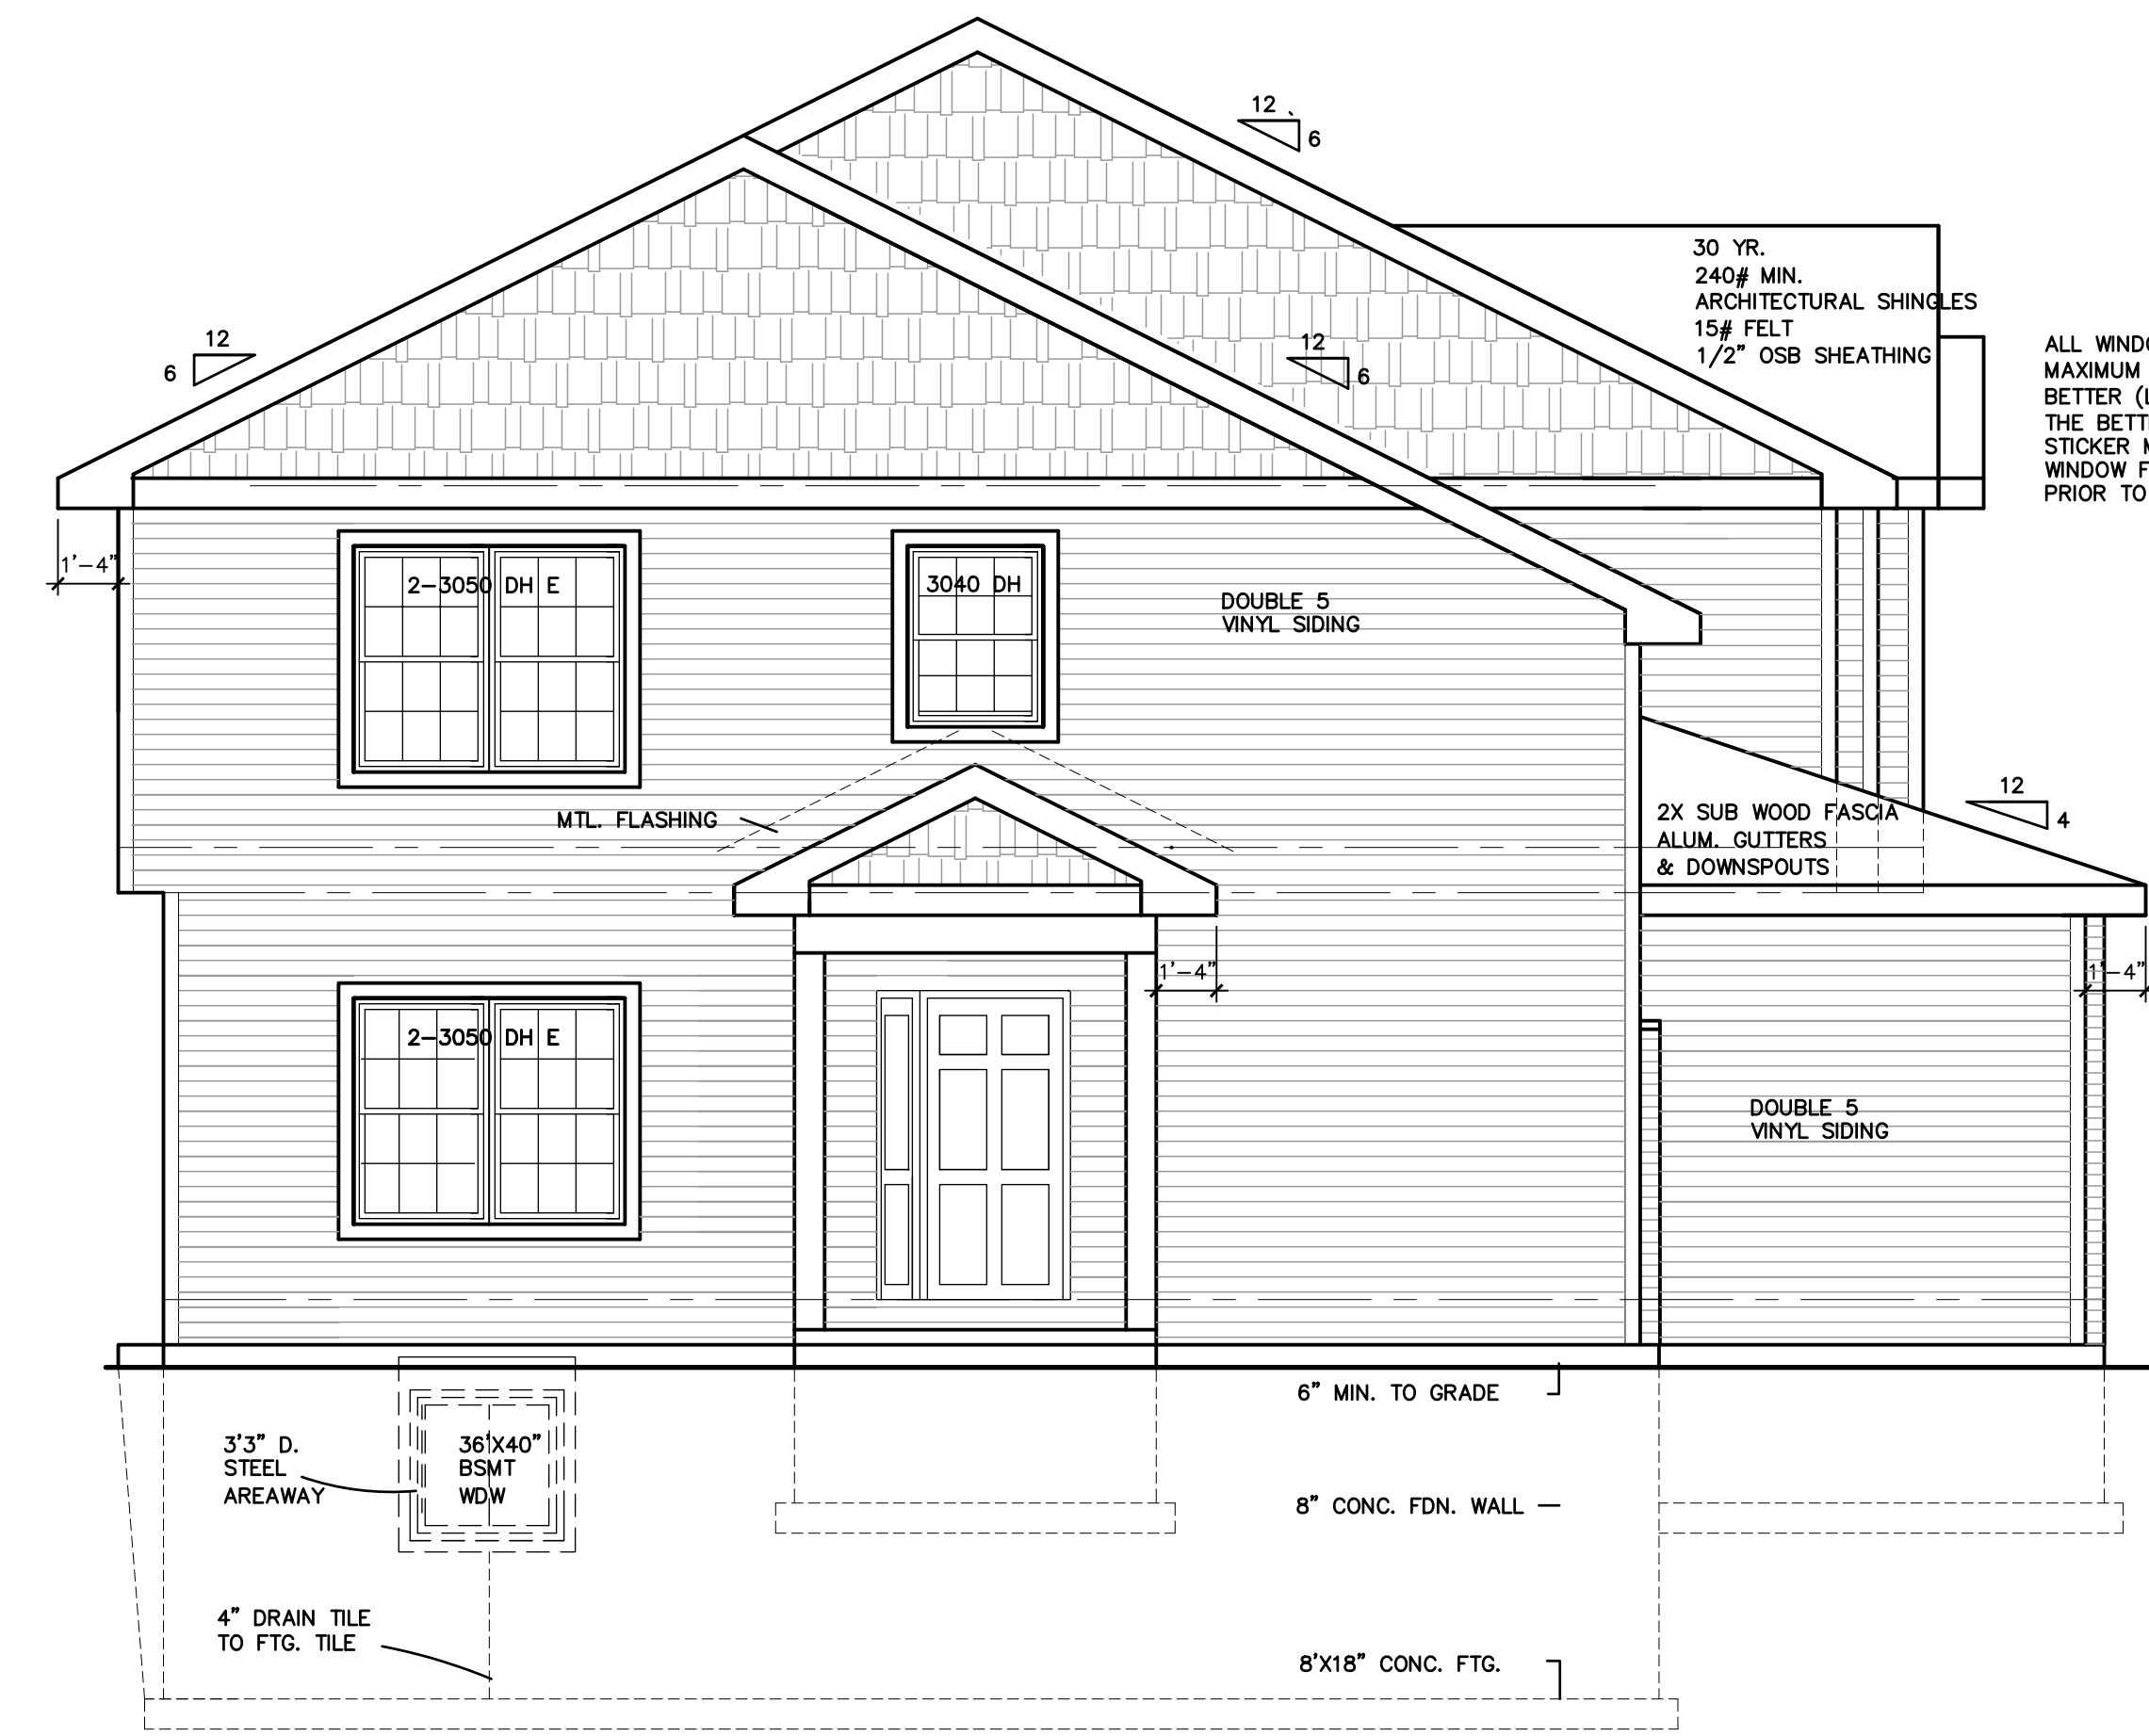 12
6
30 YR.
240# MIN.
ARCHITECTURAL SHINGLES
15# FELT
1/2" OSB SHEATHING
12
6
12
6
ALL
MAXIMUM
BETTER
THE
STICKER
WINDOW
PRIOR TO
1'-4"
2-3050 DH E
3040 DH
DOUBLE 5
VINYL SIDING
MTL. FLASHING
12
4
2X SUB WOOD FASCIA
ALUM. GUTTERS
& DOWNSPOUTS
1'-4"
1'-4"
2-3050 DH E
DOUBLE 5
VINYL SIDING
6" MIN. TO GRADE
3'3" D.
STEEL
AREAWAY
36'X40"
BSMT
WDW
8" CONC. FDN. WALL
4" DRAIN TILE
TO FTG. TILE
8'X18" CONC. FTG.